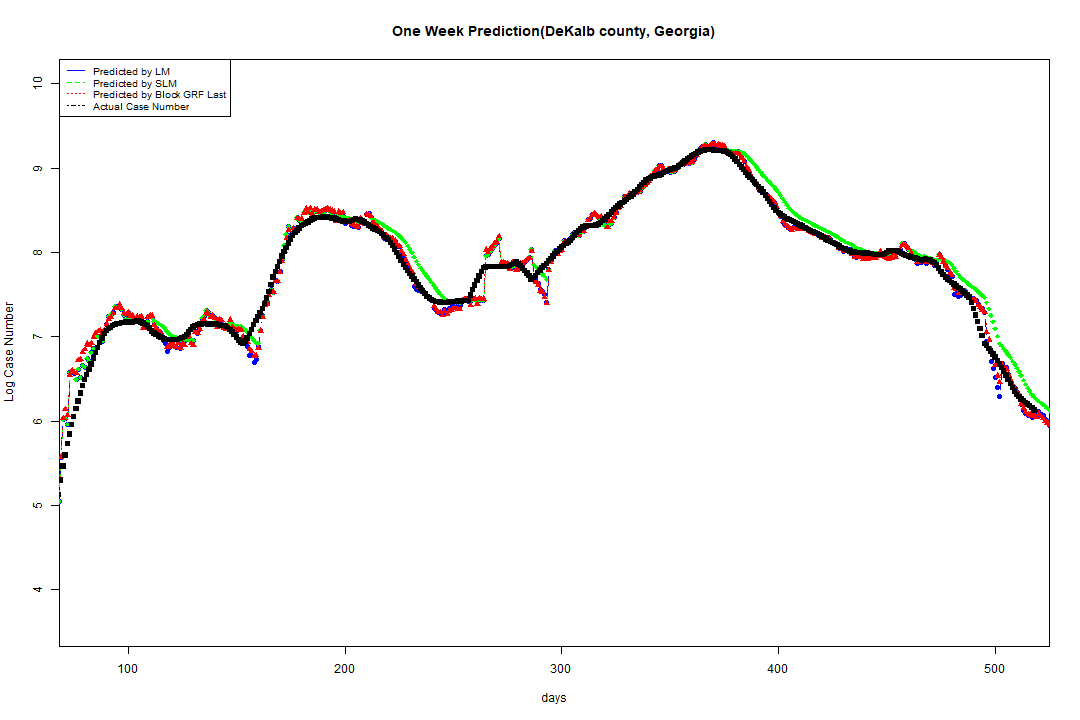 One Week Prediction(DeKalb county, Georgia)
Predicted by LM
Predicted by SLM
Predicted by Block GRF Last
Actual Case Number
10
9
8
7
6
5
4
Log Case Number
100 200 300 400 500
days